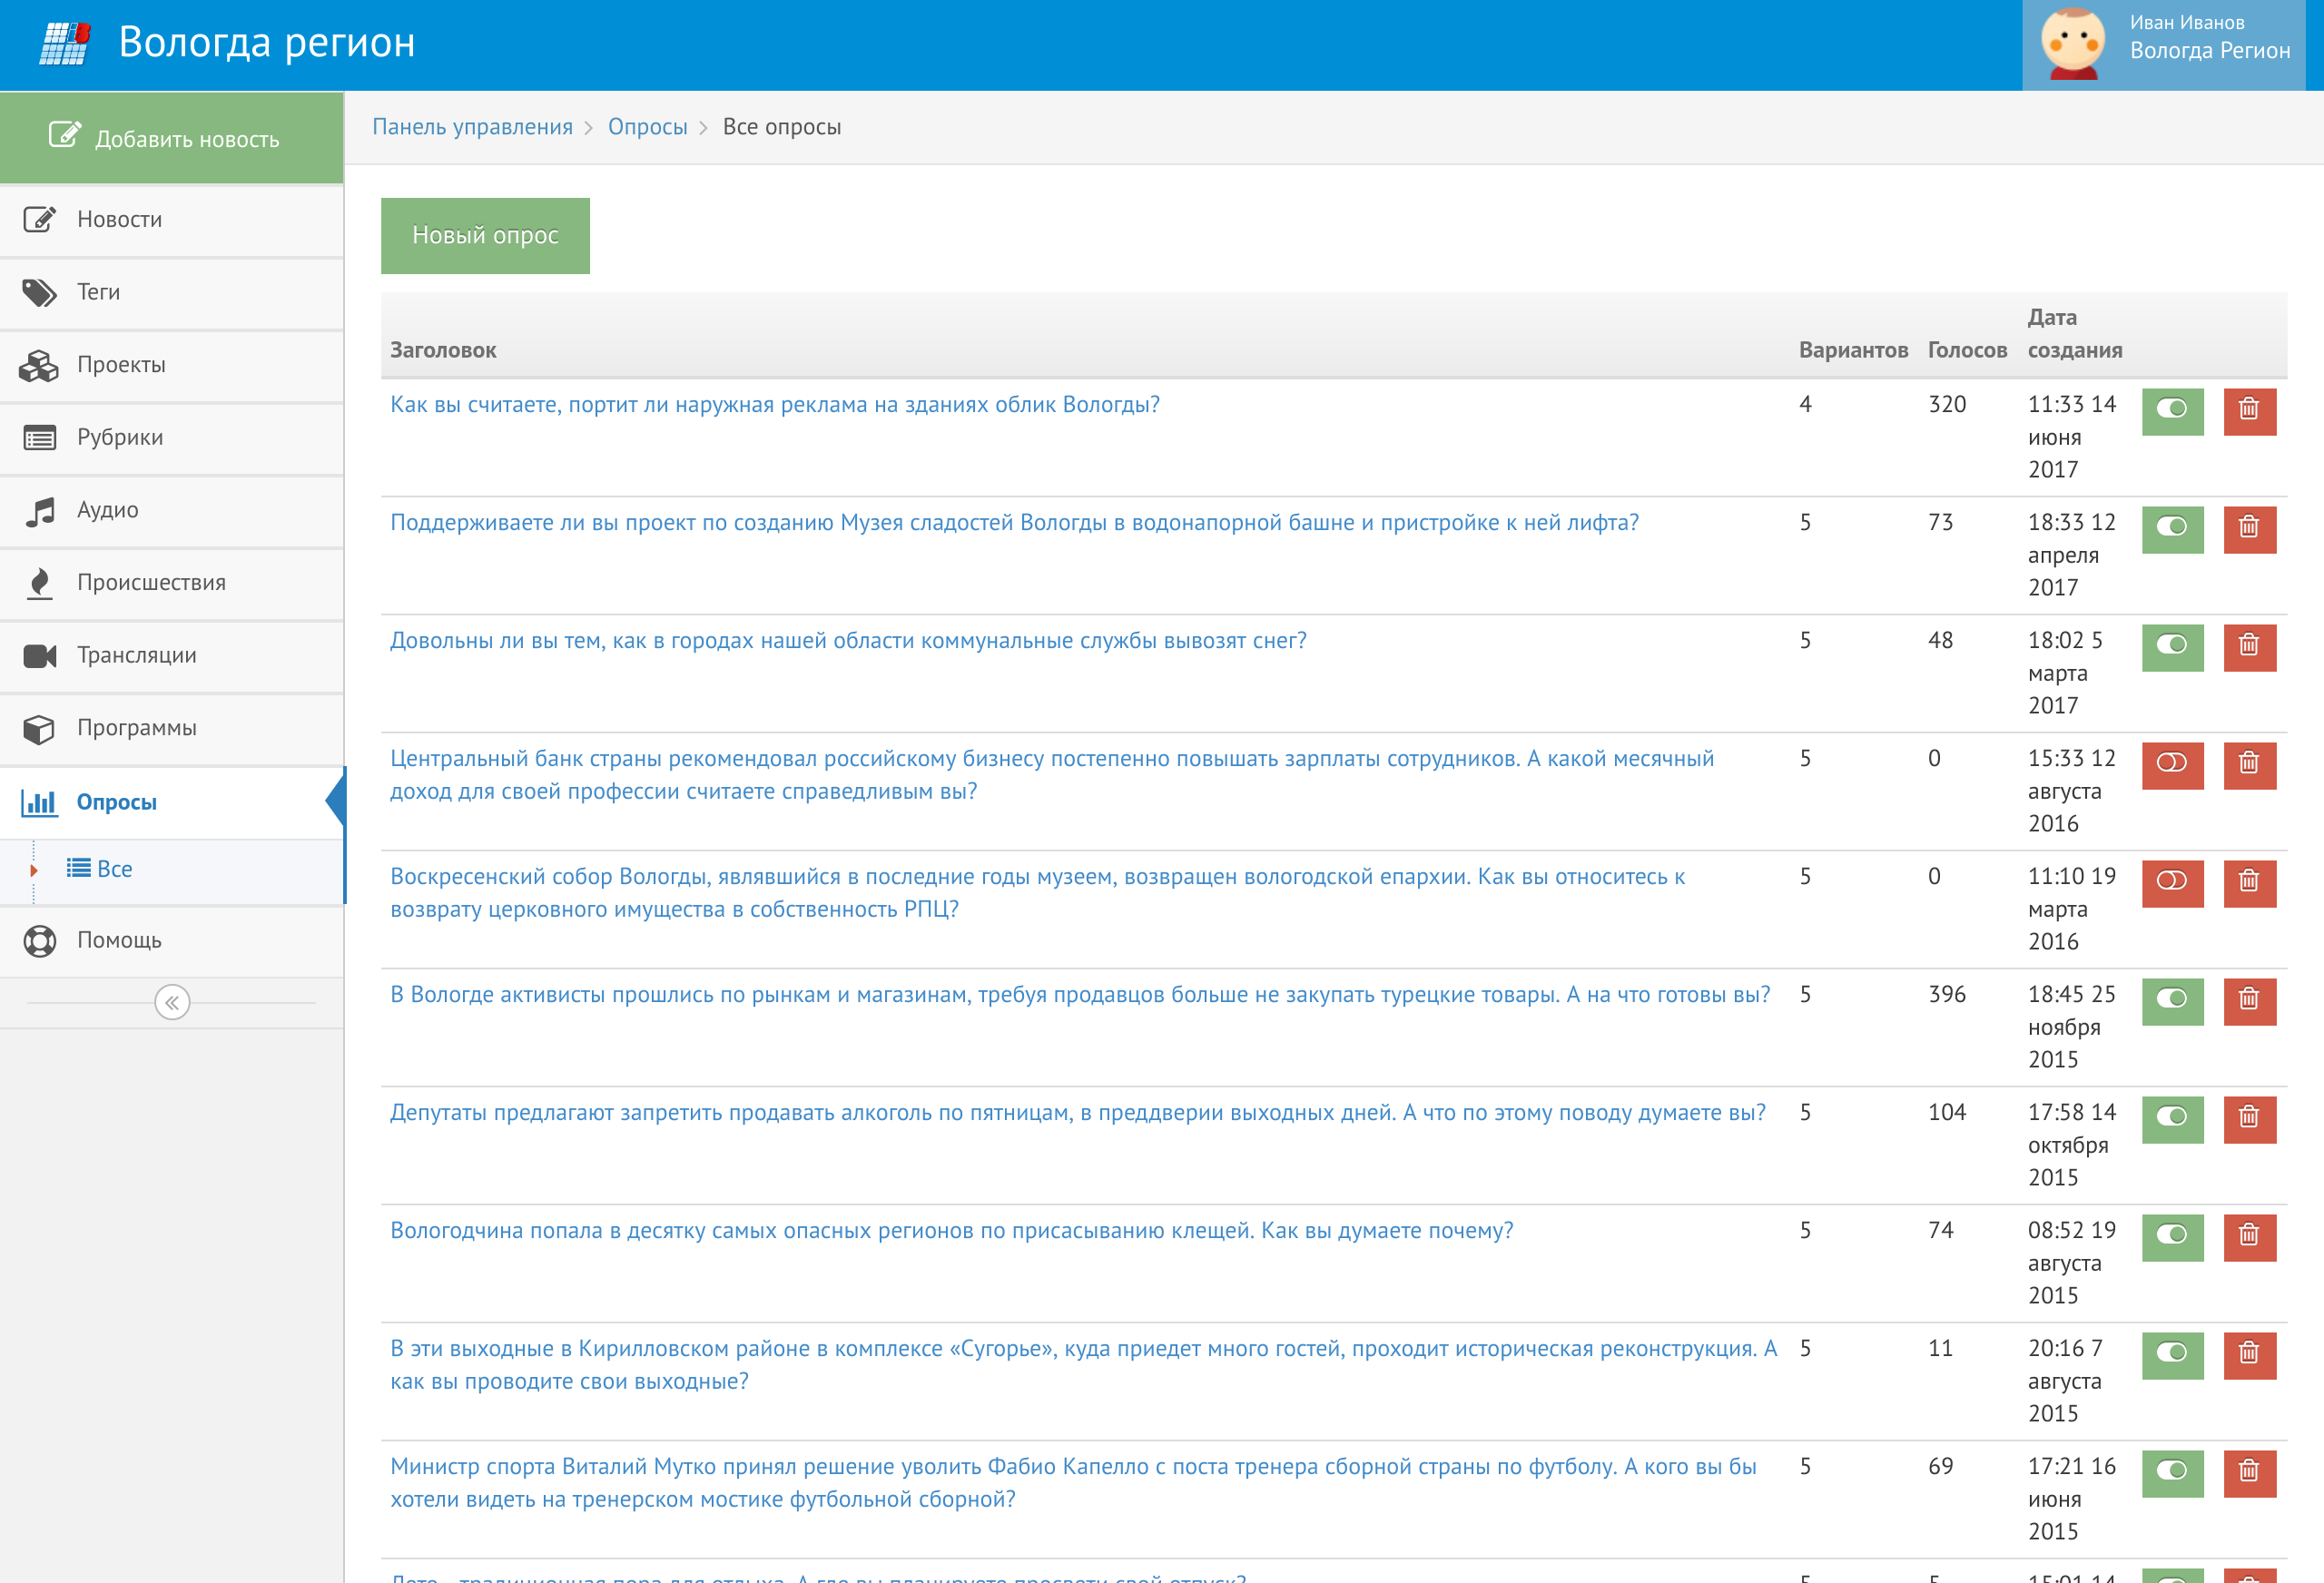 Вологда регион
Иван Иванов
Вологда Регион
Добавить новость
Новости
Теги
Проекты
Рубрики
Аудио
Происшествия
Трансляции
Программы
Опросы
Все
Помощь
Панель управления > Опросы > Все опросы
Новый опрос
Заголовок Вариантов Голосов Дата
создания
Как вы считаете, портит ли наружная реклама на зданиях облик Вологды? 4 320 11:33 14
июня
2017
Поддерживаете ли вы проект по созданию Музея сладостей Вологды в водонапорной башне и пристройке к ней лифта? 5 73 18:33 12
апреля
2017
Довольны ли вы тем, как в городах нашей области коммунальные службы вывозят снег? 5 48 18:02 5
марта
2017
Центральный банк страны рекомендовал российскому бизнесу постепенно повышать зарплаты сотрудников. А какой месячный 5 0 15:33 12
доход для своей профессии считаете справедливым вы? августа
2016
Воскресенский собор Вологды, являвшийся в последние годы музеем, возвращен вологодской епархии. Как вы относитесь к 5 0 11:10 19
возврату церковного имущества в собственность РПЦ? марта
2016
В Вологде активисты прошлись по рынкам и магазинам, требуя продавцов больше не закупать турецкие товары. А на что готовы вы? 5 396 18:45 25
ноября
2015
Депутаты предлагают запретить продавать алкоголь по пятницам, в преддверии выходных дней. А что по этому поводу думаете вы? 5 104 17:58 14
октября
2015
Вологодчина попала в десятку самых опасных регионов по присасыванию клещей. Как вы думаете почему? 5 74 08:52 19
августа
2015
В эти выходные в Кирилловском районе в комплексе «Сугорье», куда приедет много гостей, проходит историческая реконструкция. А 5 11 20:16 7
как вы проводите свои выходные? августа
2015
Министр спорта Виталий Мутко принял решение уволить Фабио Капелло с поста тренера сборной страны по футболу. А кого вы бы 5 69 17:21 16
хотели видеть на тренерском мостике футбольной сборной? июня
2015